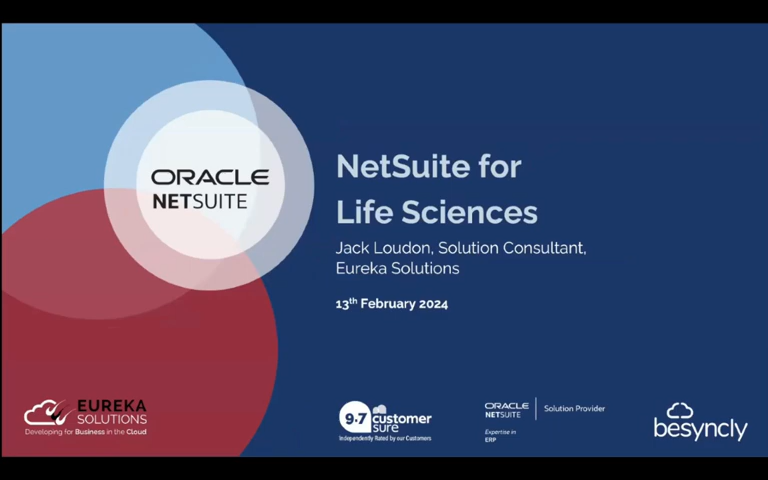 ORACLE
NETSUITE
NetSuite for
Life Sciences
Jack Loudon, Solution Consultant,
Eureka Solutions
13th February 2024
EUREKA
SOLUTIONS
Developing for Business in the Cloud
9.7 customer
sure
Independently Rated by our Customers
ORACLE
NETSUITE
Solution Provider
Expertise in
ERP
besyncly